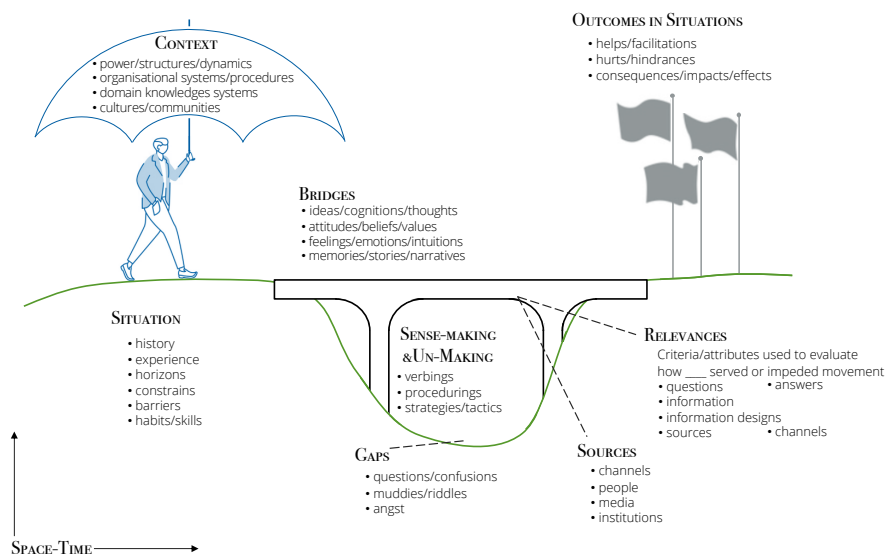 CONTEXT
• power/structures/dynamics
• organisational systems/procedures
• domain knowledges systems
• cultures/communities
OUTCOMES IN SITUATIONS
• helps/facilitations
• hurts/hindrances
• consequences/impacts/effects
BRIDGES
• ideas/cognitions/thoughts
• attitudes/beliefs/values
• feelings/emotions/intuitions
• memories/stories/narratives
SITUATION
• history
• experience
• horizons
• constrains
• barriers
• habits/skills
SENSE-MAKING
&UN-MAKING
• verbings
• procedurings
• strategies/tactics
RELEVANCES
Criteria/attributes used to evaluate
how ___ served or impeded movement
• questions • answers
• information
• information designs
• sources • channels
GAPS
• questions/confusions
• muddies/riddles
• angst
SOURCES
• channels
• people
• media
• institutions
SPACE-TIME